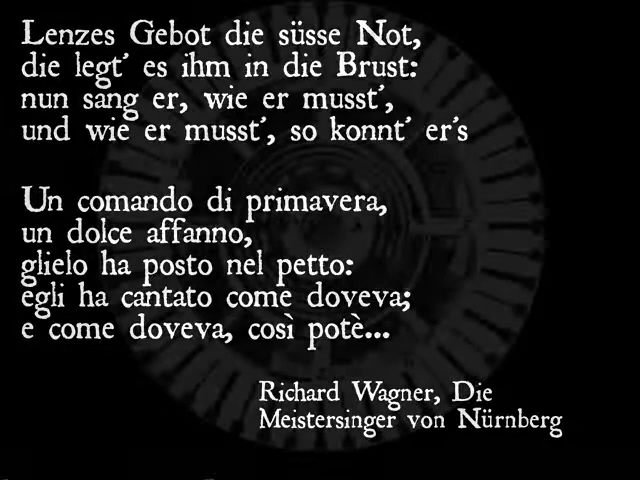 Lenzes Gebot die süsse Not,
die legt' es ihm in die Brust:
nun sang er, wie er musst',
und wie er musst', so konnt' er's
Un comando di primavera,
un dolce affanno,
glielo ha posto nel petto:
egli ha cantato come doveva;
e come doveva, così potè...
Richard Wagner, Die
Meistersinger von Nürnberg